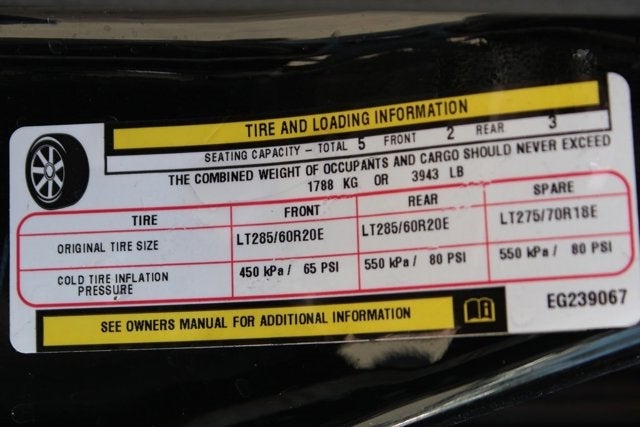 TIRE AND LOADING INFORMATION
SEATING CAPACITY – TOTAL 5 FRONT 2 REAR 3
THE COMBINED WEIGHT OF OCCUPANTS AND CARGO SHOULD NEVER EXCEED
1788 KG OR 3943 LB
TIRE FRONT REAR SPARE
ORIGINAL TIRE SIZE LT285/60R20E LT285/60R20E LT275/70R18E
COLD TIRE INFLATION PRESSURE 450 kPa / 65 PSI 550 kPa / 80 PSI 550 kPa / 80 PSI
SEE OWNERS MANUAL FOR ADDITIONAL INFORMATION
EG239067